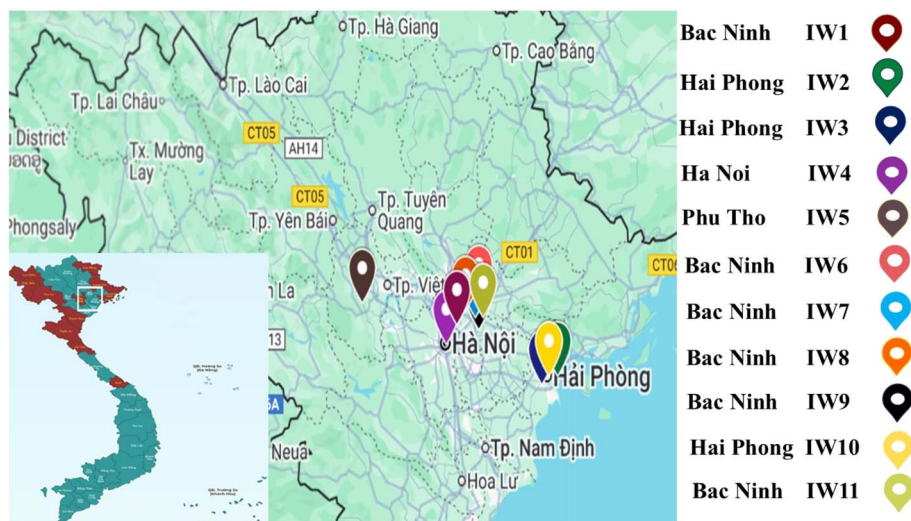 Tp. Hà Giang
Tp. Cao Bằng
Tp. Lào Cai
Tp. Lai Châu
CT05
AH14
u District
Tx. Mường
Lay
Phongsaly
CT05
Tp. Tuyên
Quang
Tp. Yên Bái
CT01
CT06
Tp. Việt
n La
13
Hà Nội
Hải Phòng
6A
Neuâ
Tp. Nam Định
Hoa Lư
Bac Ninh IW1
Hai Phong IW2
Hai Phong IW3
Ha Noi IW4
Phu Tho IW5
Bac Ninh IW6
Bac Ninh IW7
Bac Ninh IW8
Bac Ninh IW9
Hai Phong IW10
Bac Ninh IW11